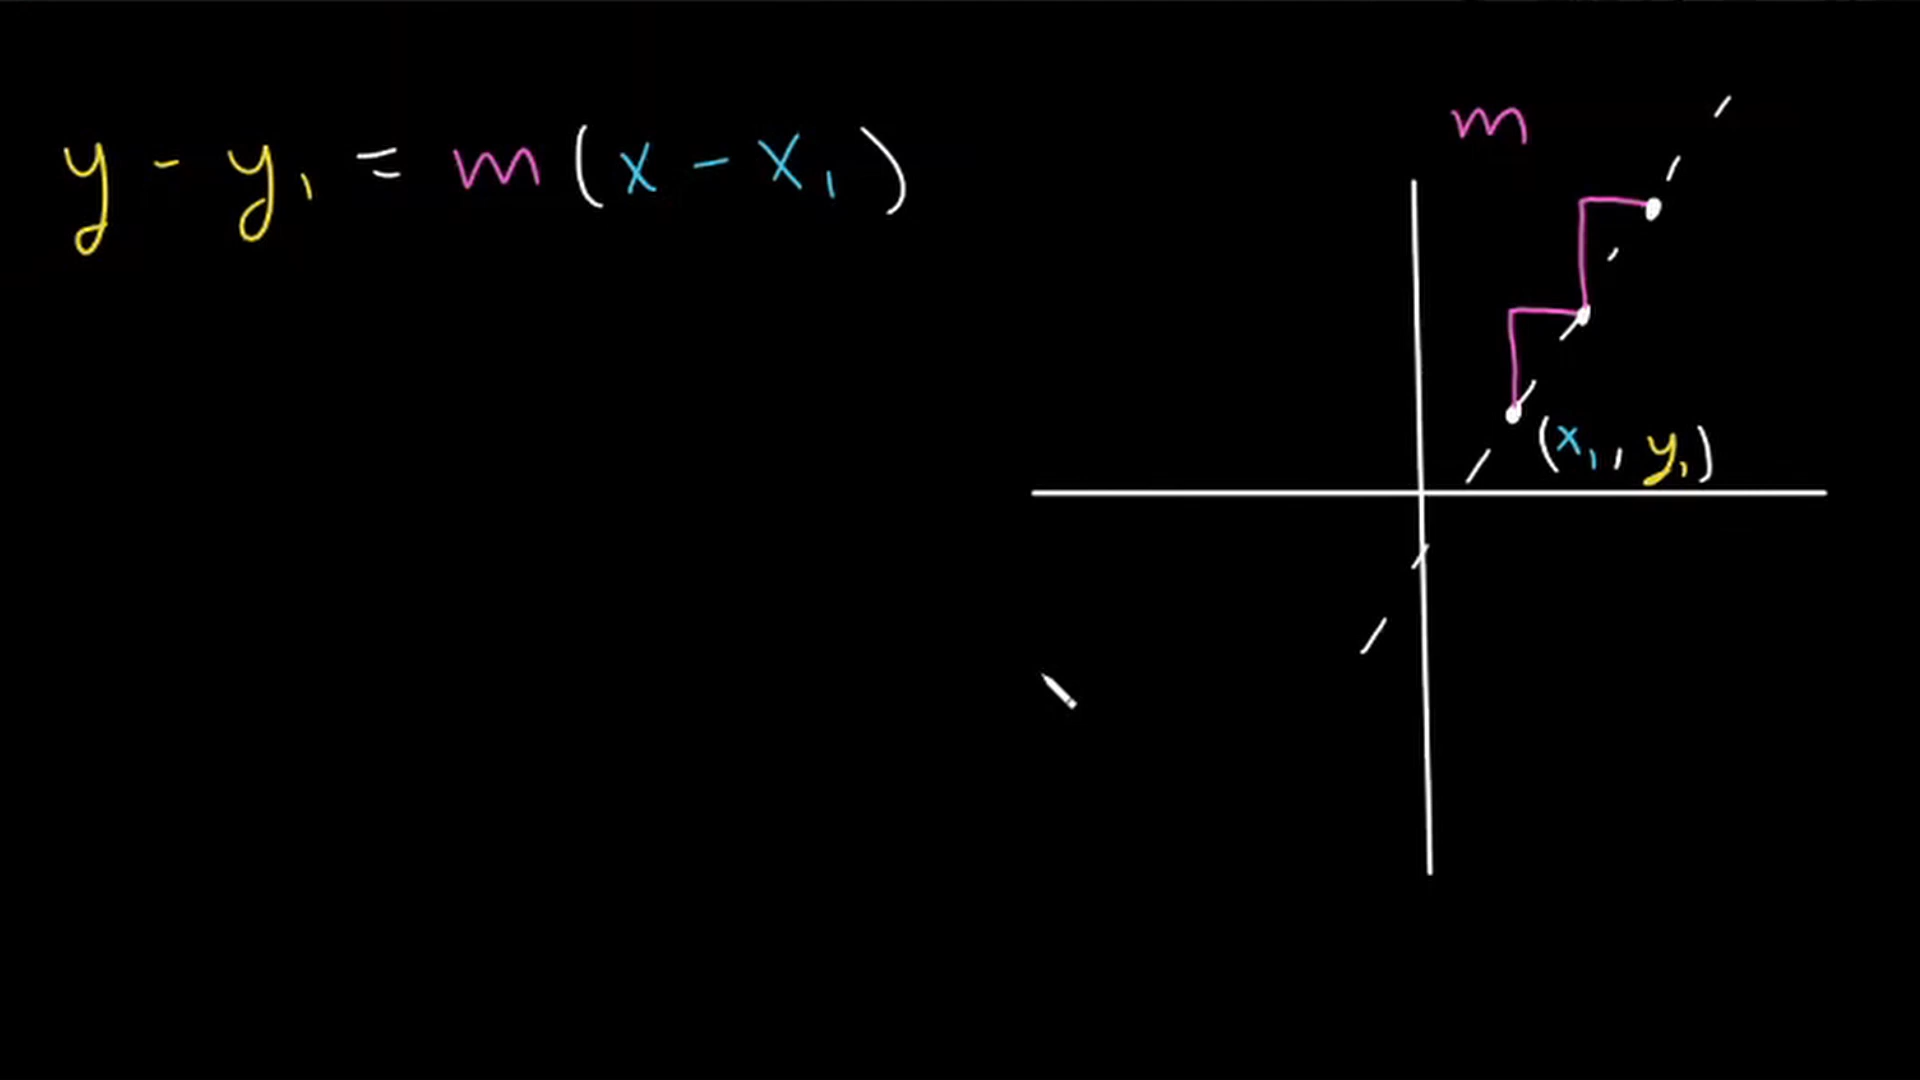 y - y₁ = m(x - x₁)
m
(x₁, y₁)